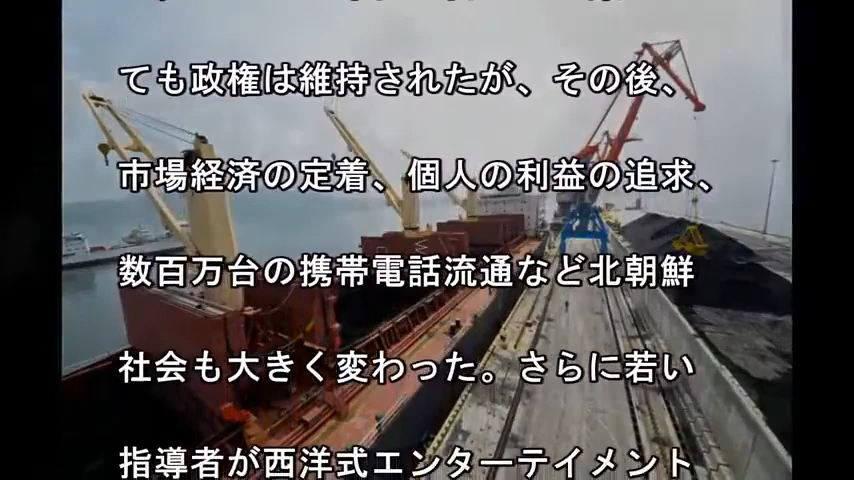 ても政権は維持されたが、その後、
市場経済の定着、個人の利益の追求、
数百万台の携帯電話流通など北朝鮮
社会も大きく変わった。さらに若い
指導者が西洋式エンターテイメント